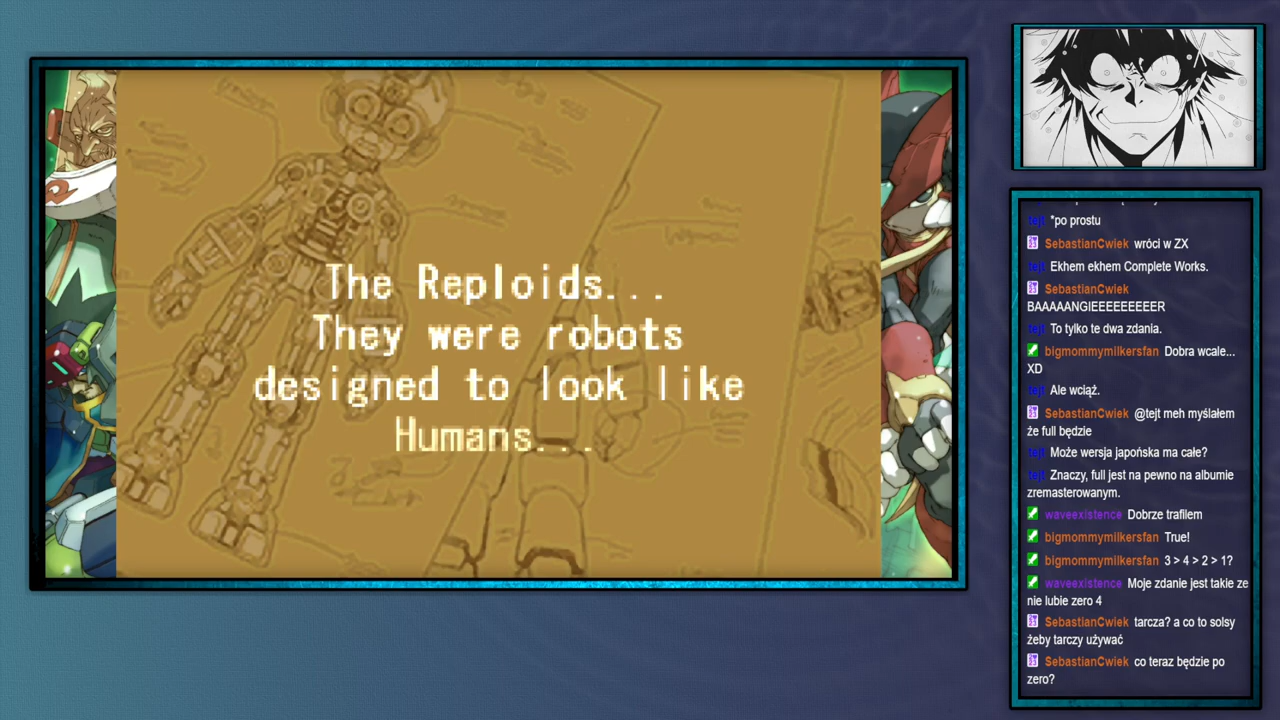 The Reploids...
They were robots
designed to look like
Humans...
tejt "po prostu
SebastianCwiek wróci w ZX
tejt Ekhem ekhem Complete Works.
SebastianCwiek
BAAAAANGIEEEEEEEEER
tejt To tylko te dwa zdania.
bigmommymilkersfan Dobra wcale...
XD
tejt Ale wciąż.
SebastianCwiek @tejt meh myślałem
że full będzie
tejt Może wersja japońska ma całe?
tejt Znaczy, full jest na pewno na albumie
zremasterowanym.
waveexistence Dobrze trafilem
bigmommymilkersfan True!
bigmommymilkersfan 3 > 4 > 2 > 1?
waveexistence Moje zdanie jest takie ze
nie lubie zero 4
SebastianCwiek tarcza? a co to solsy
żeby tarczy używać
SebastianCwiek co teraz będzie po
zero?